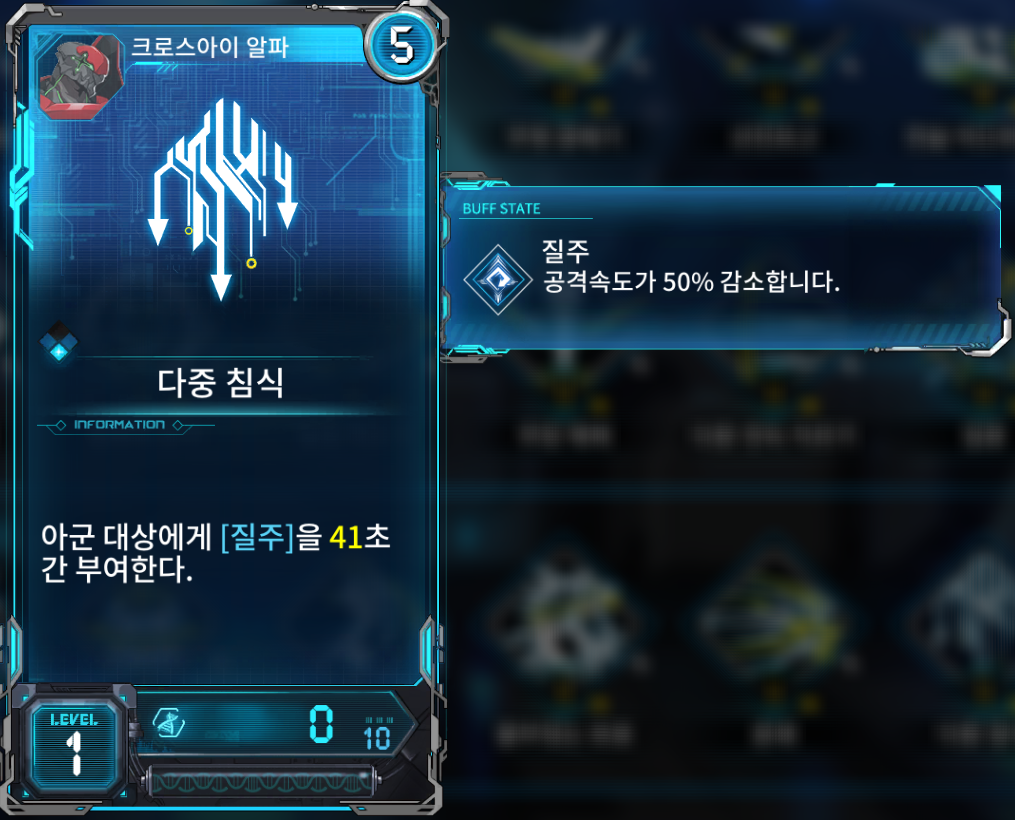 크로스아이 알파
5
다중 침식
INFORMATION
아군 대상에게 [질주]을 41초
간 부여한다.
LEVEL
1
0
10
BUFF STATE
질주
공격속도가 50% 감소합니다.